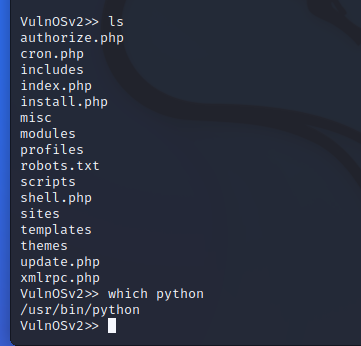 VulnOSv2>> ls
authorize.php
cron.php
includes
index.php
install.php
misc
modules
profiles
robots.txt
scripts
shell.php
sites
templates
themes
update.php
xmlrpc.php
VulnOSv2>> which python
/usr/bin/python
VulnOSv2>>